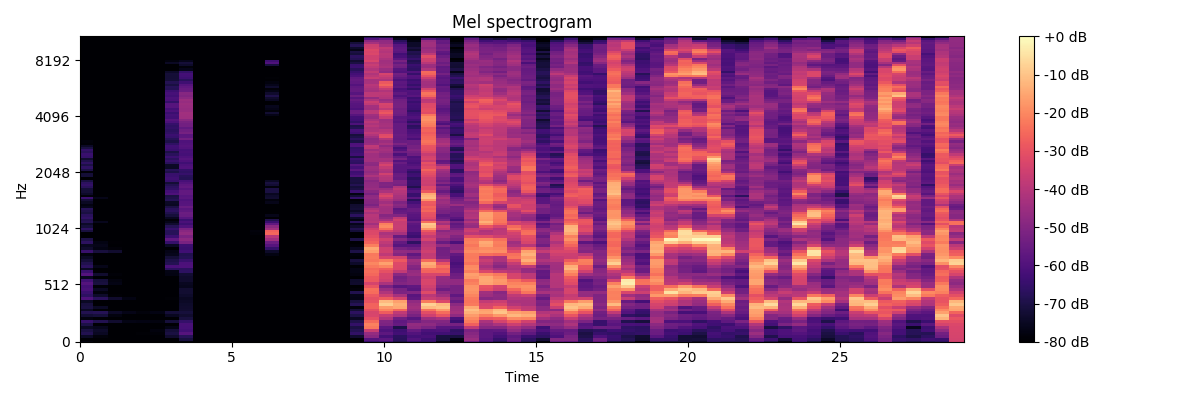 Mel spectrogram
8192
4096
2048
1024
512
0
Hz
0 5 10 15 20 25
Time
+0 dB
-10 dB
-20 dB
-30 dB
-40 dB
-50 dB
-60 dB
-70 dB
-80 dB